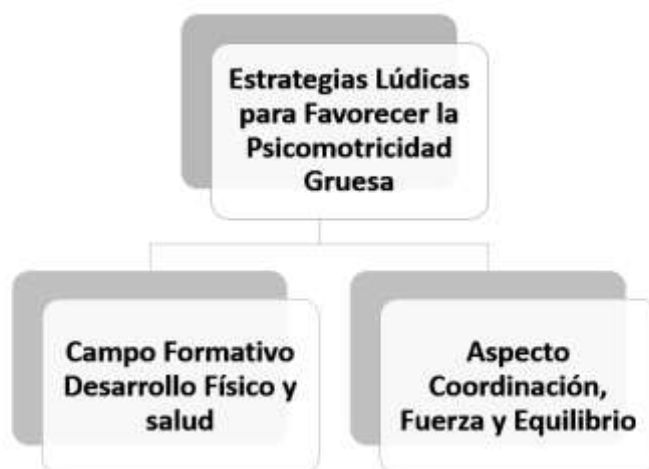 Estrategias Lúdicas
para Favorecer la
Psicomotricidad
Gruesa
Campo Formativo
Desarrollo Físico y
salud
Aspecto
Coordinación,
Fuerza y Equilibrio